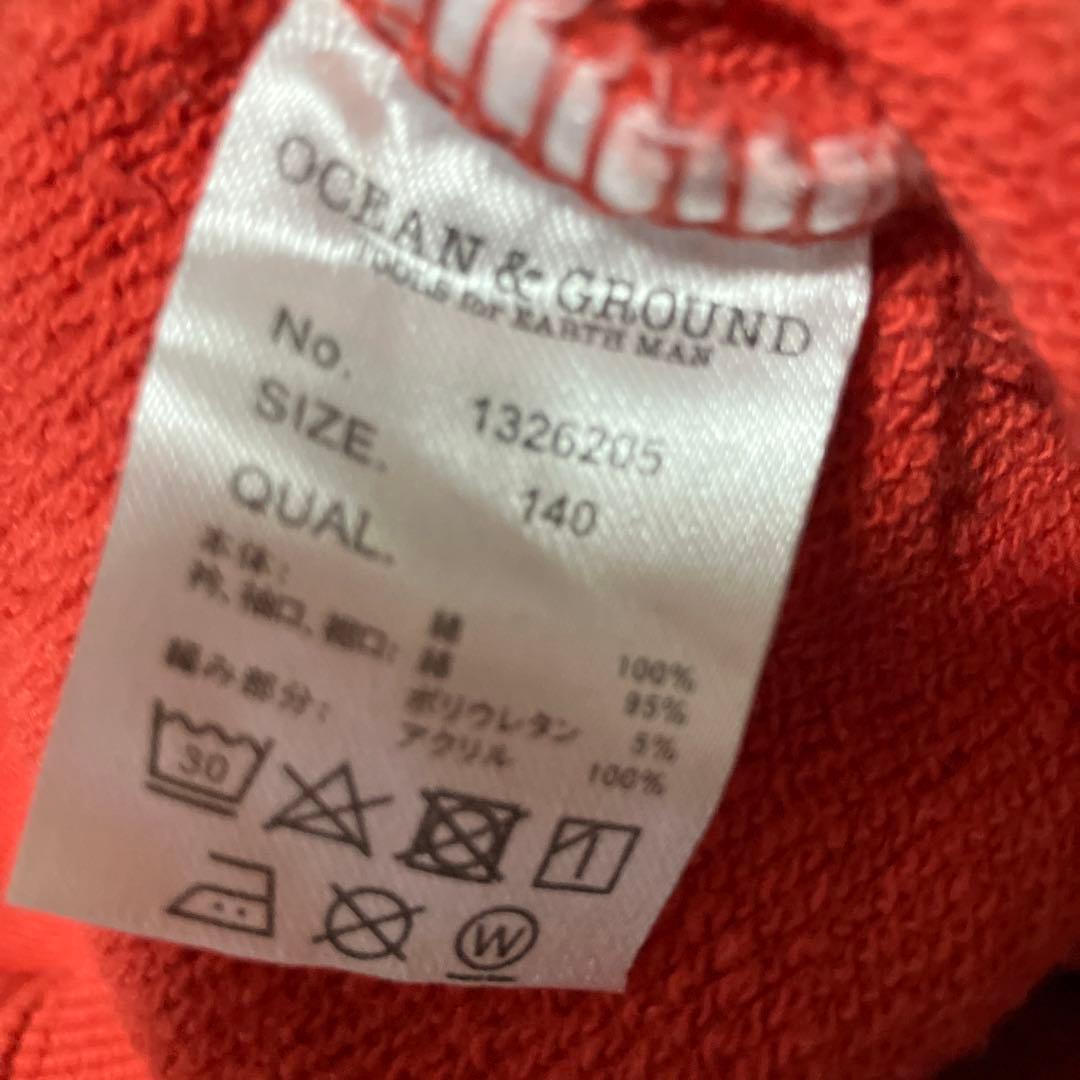 OCEAN & GROUND
TOOLS for EARTH MAN
No. 1326205
SIZE. 140
QUAL.
本体: 綿 100%
衿、袖口、裾口: 綿 95%
ポリウレタン 5%
編み部分: アクリル 100%
30
W